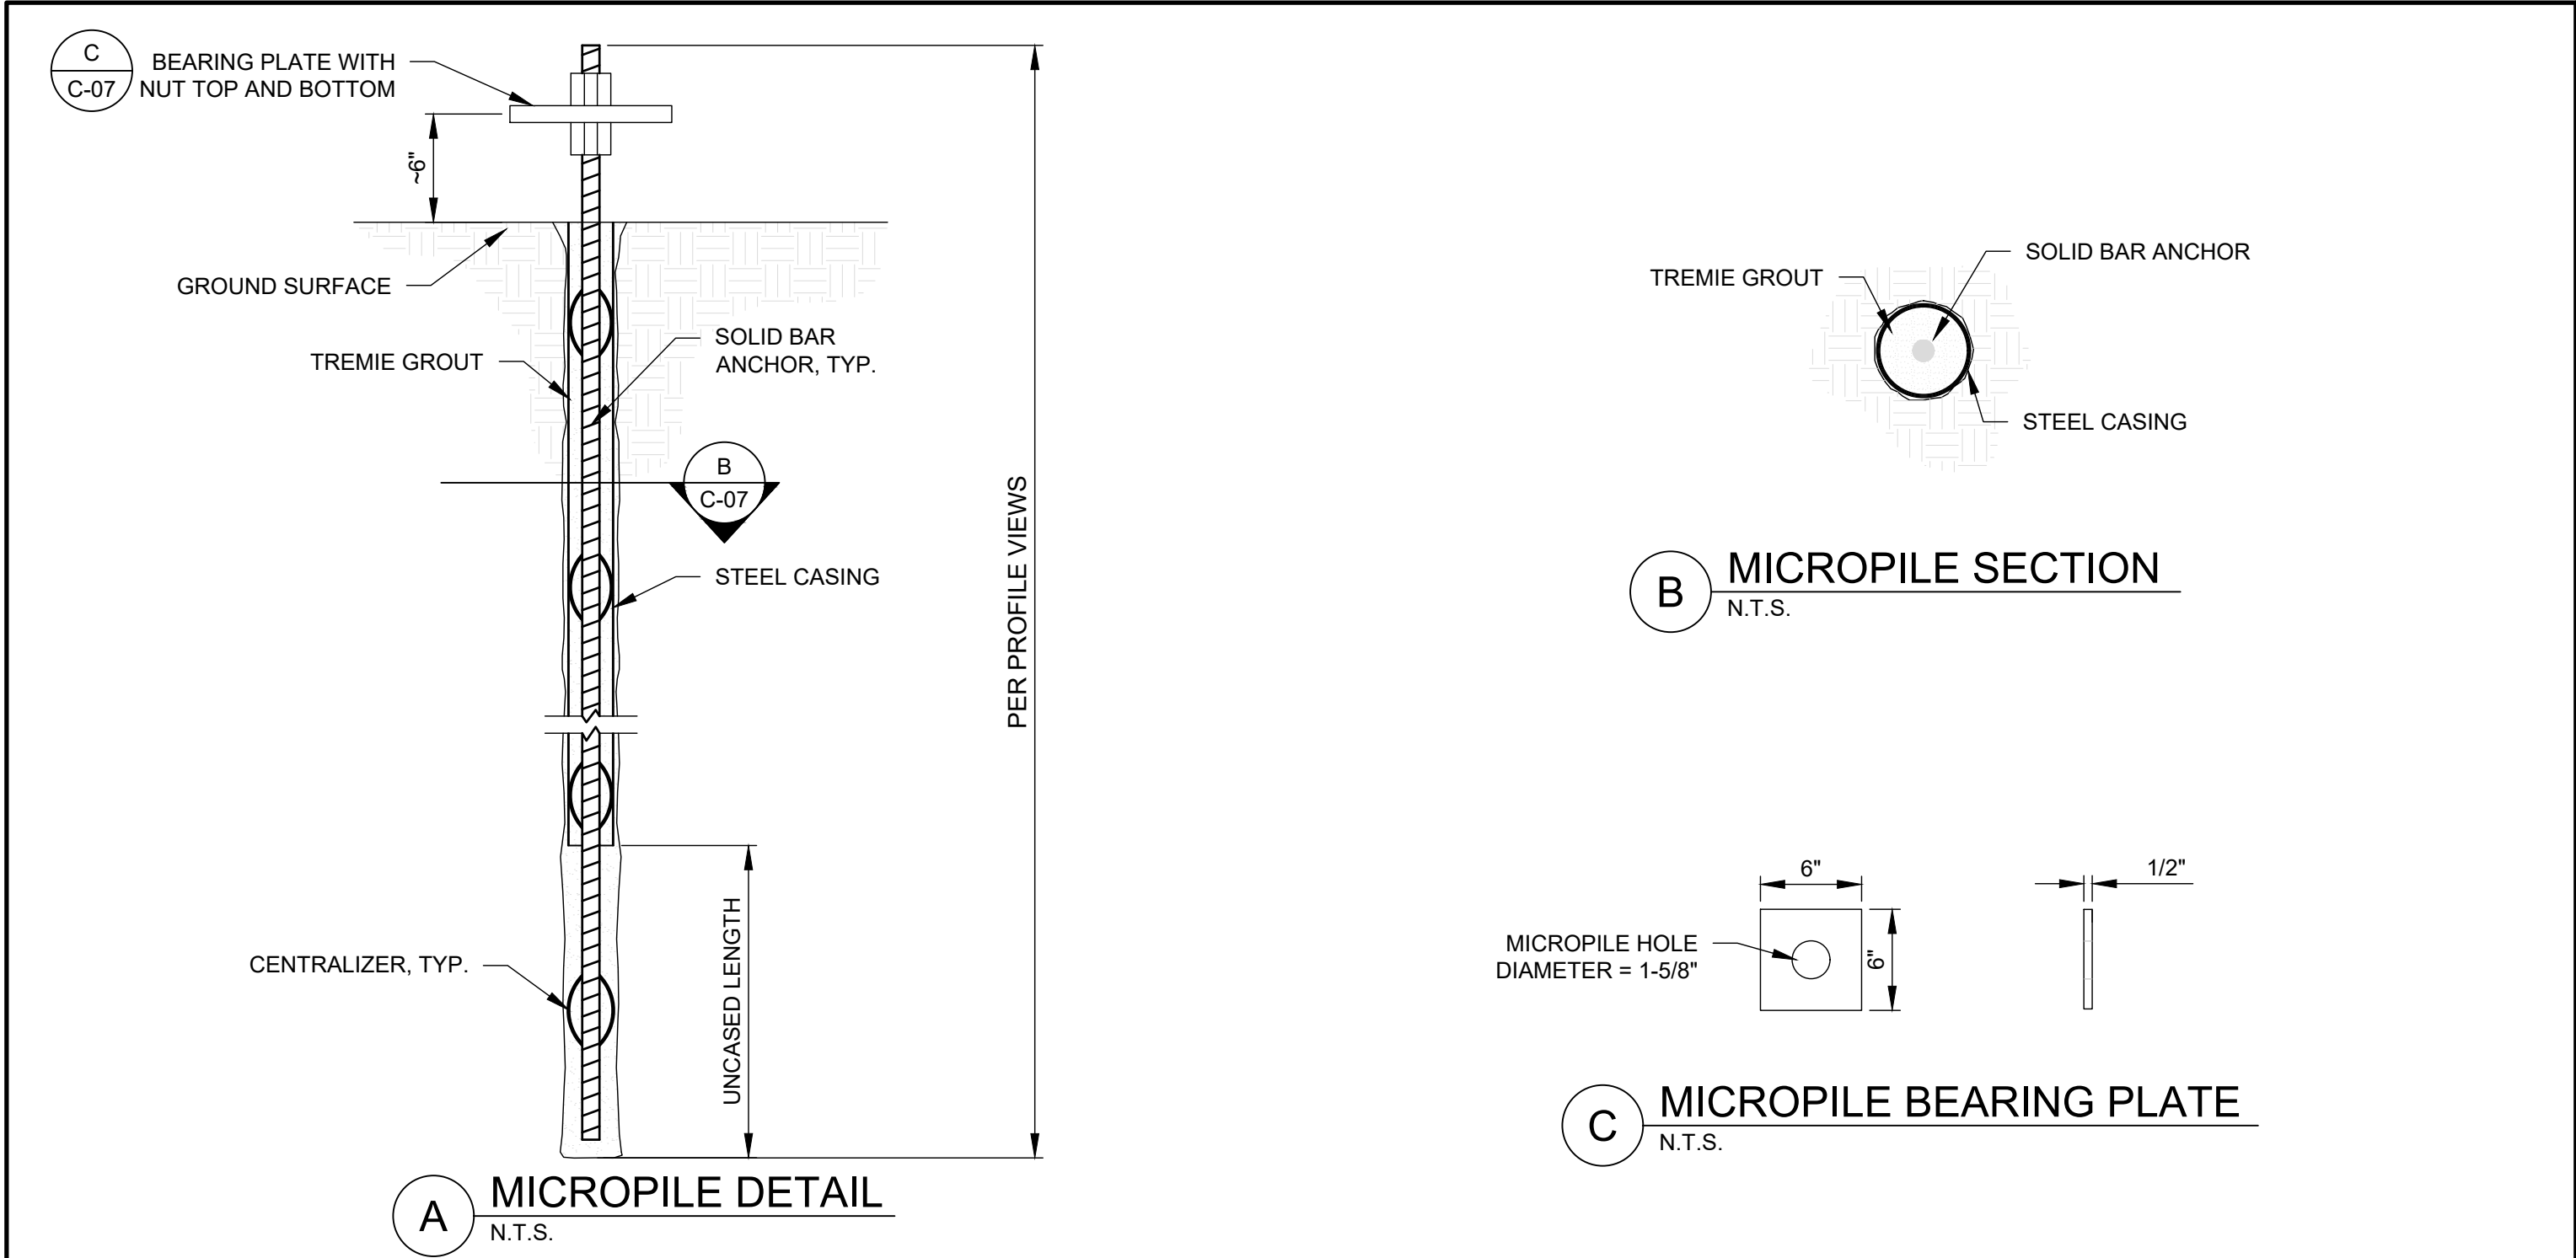 C
C-07
BEARING PLATE WITH
NUT TOP AND BOTTOM
~6"
GROUND SURFACE
TREMIE GROUT
SOLID BAR
ANCHOR, TYP.
B
C-07
STEEL CASING
PER PROFILE VIEWS
UNCASED LENGTH
CENTRALIZER, TYP.
A
MICROPILE DETAIL
N.T.S.
TREMIE GROUT
SOLID BAR ANCHOR
STEEL CASING
B
MICROPILE SECTION
N.T.S.
6"
1/2"
MICROPILE HOLE
DIAMETER = 1-5/8"
6"
C
MICROPILE BEARING PLATE
N.T.S.